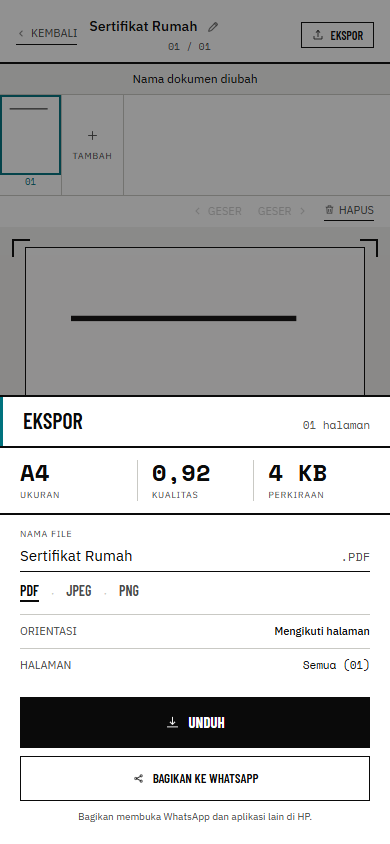 KEMBALI
Sertifikat Rumah
01 / 01
EKSPOR
Nama dokumen diubah
01
+
TAMBAH
GESER
GESER
HAPUS
EKSPOR
01 halaman
A4
UKURAN
0,92
KUALITAS
4 KB
PERKIRAAN
NAMA FILE
Sertifikat Rumah .PDF
PDF · JPEG · PNG
ORIENTASI Mengikuti halaman
HALAMAN Semua (01)
UNDUH
BAGIKAN KE WHATSAPP
Bagikan membuka WhatsApp dan aplikasi lain di HP.